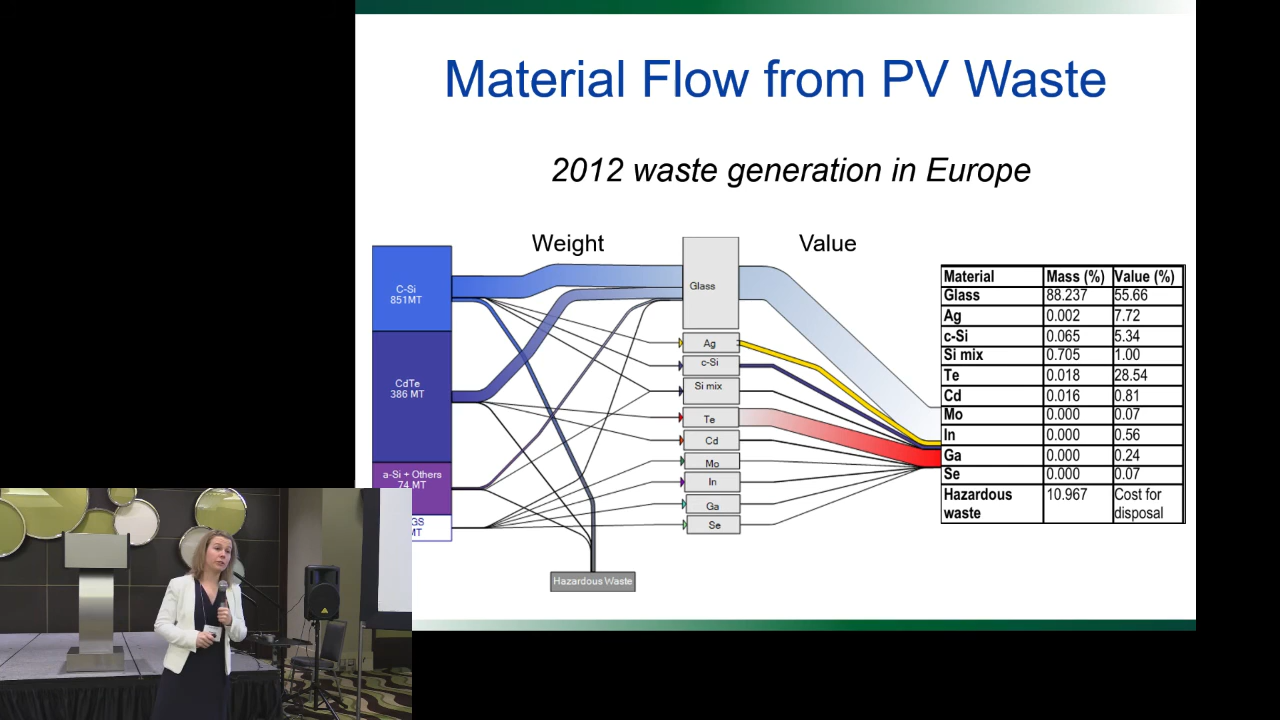 Material Flow from PV Waste
2012 waste generation in Europe
Weight
Value
C-Si
851MT
CdTe
386 MT
a-Si + Others
74 MT
GS
MT
Glass
Ag
c-Si
Si mix
Te
Cd
Mo
In
Ga
Se
Hazardous Waste
Material Mass (%) Value (%)
Glass 88.237 55.66
Ag 0.002 7.72
c-Si 0.065 5.34
Si mix 0.705 1.00
Te 0.018 28.54
Cd 0.016 0.81
Mo 0.000 0.07
In 0.000 0.56
Ga 0.000 0.24
Se 0.000 0.07
Hazardous 10.967 Cost for
waste disposal